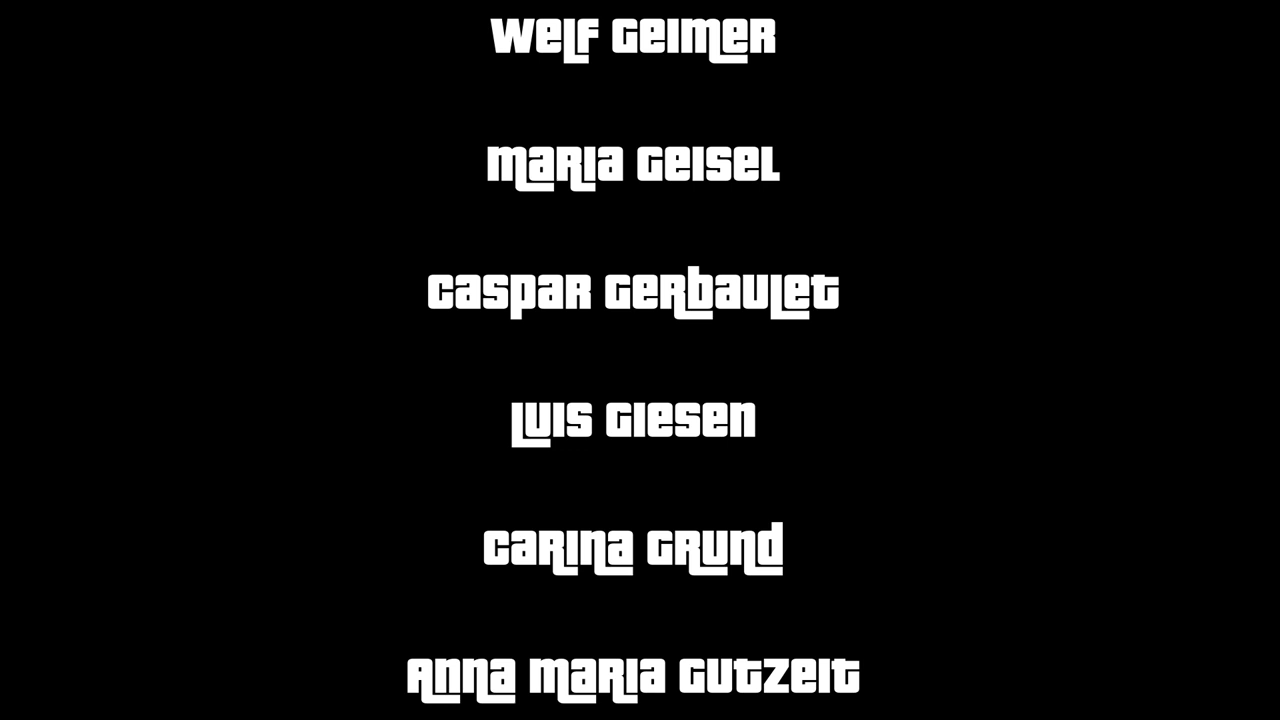 Welf Geimer
Maria Geisel
Caspar Gerbaulet
Luis Giesen
Carina Grund
Anna Maria Gutzeit